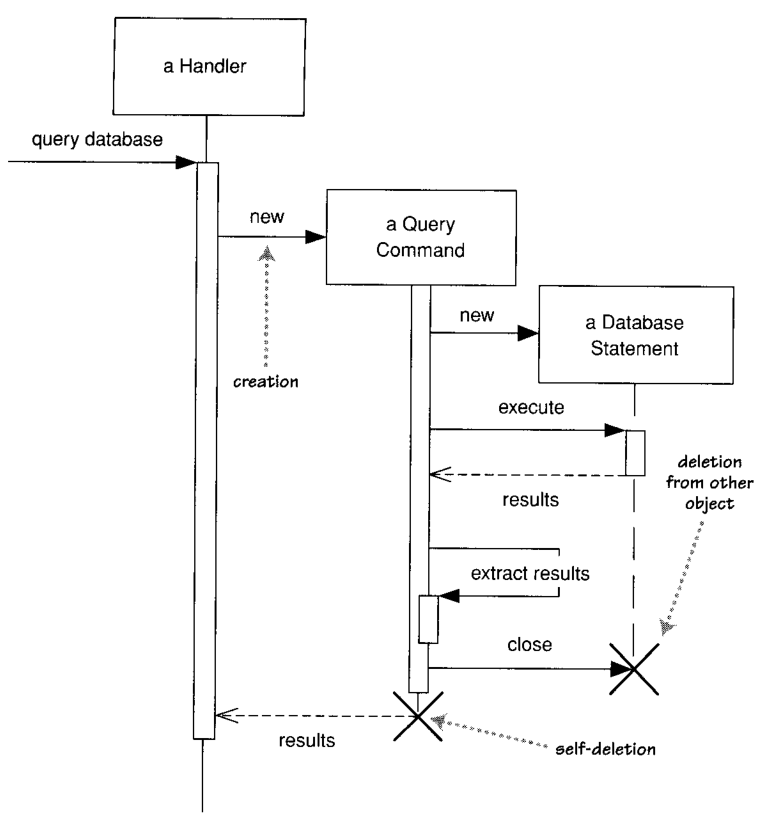 a Handler
query database
new
a Query
Command
new
a Database
Statement
creation
execute
deletion
from other
object
results
extract results
close
results
self-deletion